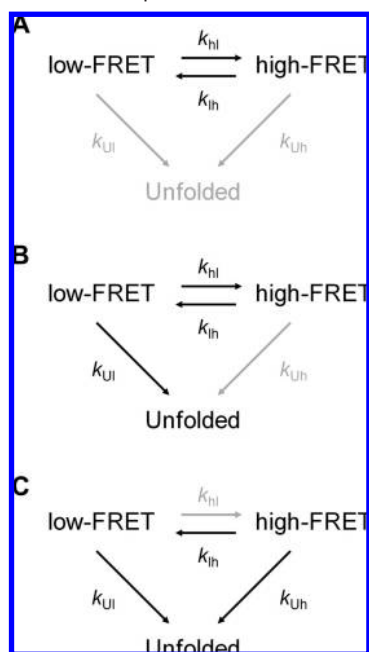 A
k_hl
low-FRET high-FRET
k_lh
k_Ul k_Uh
Unfolded
B
k_hl
low-FRET high-FRET
k_lh
k_Ul k_Uh
Unfolded
C
k_hl
low-FRET high-FRET
k_lh
k_Ul k_Uh
Unfolded